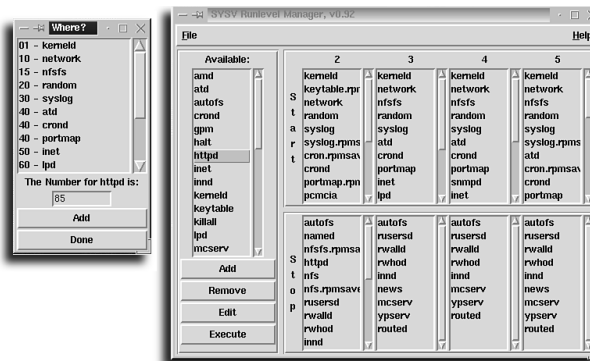 Where?
01 - kerneld
10 - network
15 - nfsfs
20 - random
30 - syslog
40 - atd
40 - crond
40 - portmap
50 - inet
60 - lpd
The Number for httpd is:
85
Add
Done
SYSV Runlevel Manager, v0.92
File
Help
Available:
amd
atd
autofs
crond
gpm
halt
httpd
inet
innd
kerneld
keytable
killall
lpd
mcserv
Add
Remove
Edit
Execute
Start
2
kerneld
keytable.rpr
network
random
syslog
syslog.rpms
cron.rpmsav
crond
portmap.rpn
pcmcia
3
kerneld
network
nfsfs
random
syslog
atd
crond
portmap
inet
lpd
4
kerneld
network
nfsfs
random
syslog
atd
crond
portmap
snmpd
inet
5
kerneld
network
nfsfs
random
syslog
syslog.rpms
atd
cron.rpmsav
crond
portmap
Stop
autofs
named
nfsfs.rpmsa
httpd
nfs
nfs.rpmsave
rusersd
rwalld
rwhod
innd
autofs
rusersd
rwalld
rwhod
innd
news
mcserv
ypserv
routed
autofs
rusersd
rwalld
rwhod
innd
mcserv
ypserv
routed
autofs
rusersd
rwalld
rwhod
innd
news
mcserv
ypserv
routed